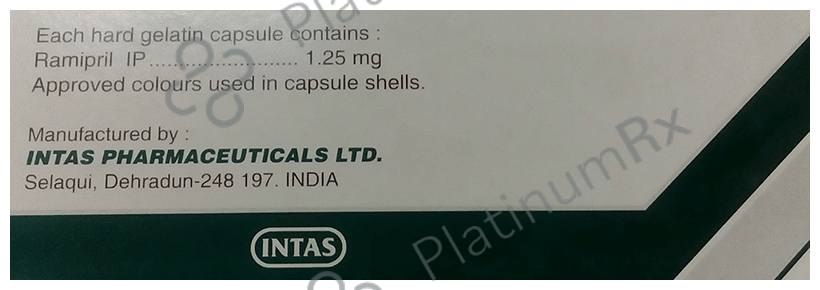 Each hard gelatin capsule contains :
Ramipril IP.......................... 1.25 mg
Approved colours used in capsule shells.
Manufactured by :
INTAS PHARMACEUTICALS LTD.
Selaqui, Dehradun-248 197. INDIA
INTAS
PlatinumRx